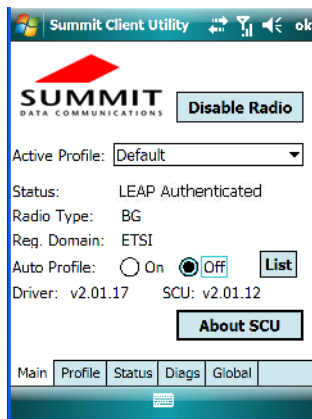 Summit Client Utility ok
SUMMIT
DATA COMMUNICATIONS
Disable Radio
Active Profile: Default
Status: LEAP Authenticated
Radio Type: BG
Reg. Domain: ETSI
Auto Profile: On Off List
Driver: v2.01.17 SCU: v2.01.12
About SCU
Main Profile Status Diags Global